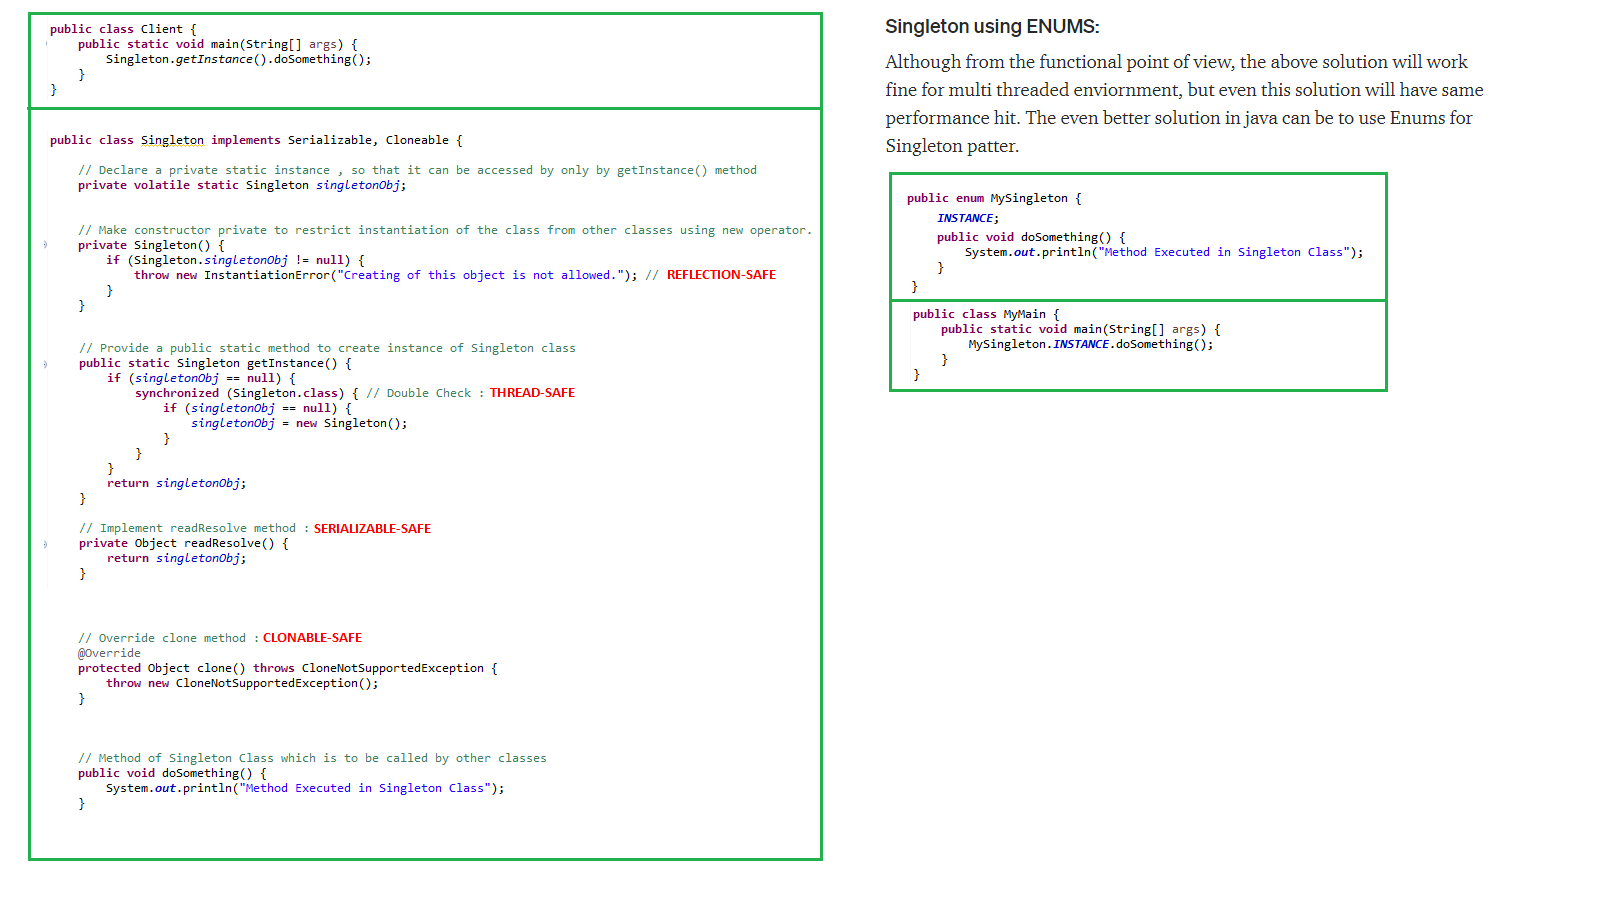 public class Client {
public static void main(String[] args) {
Singleton.getInstance().doSomething();
}
}
public class Singleton implements Serializable, Cloneable {
// Declare a private static instance , so that it can be accessed by only by getInstance() method
private volatile static Singleton singletonObj;
// Make constructor private to restrict instantiation of the class from other classes using new operator.
private Singleton() {
if (Singleton.singletonObj != null) {
throw new InstantiationError("Creating of this object is not allowed."); // REFLECTION-SAFE
}
}
// Provide a public static method to create instance of Singleton class
public static Singleton getInstance() {
if (singletonObj == null) {
synchronized (Singleton.class) { // Double Check : THREAD-SAFE
if (singletonObj == null) {
singletonObj = new Singleton();
}
}
}
return singletonObj;
}
// Implement readResolve method : SERIALIZABLE-SAFE
private Object readResolve() {
return singletonObj;
}
// Override clone method : CLONABLE-SAFE
@Override
protected Object clone() throws CloneNotSupportedException {
throw new CloneNotSupportedException();
}
// Method of Singleton Class which is to be called by other classes
public void doSomething() {
System.out.println("Method Executed in Singleton Class");
}
Singleton using ENUMS:
Although from the functional point of view, the above solution will work
fine for multi threaded enviornment, but even this solution will have same
performance hit. The even better solution in java can be to use Enums for
Singleton patter.
public enum MySingleton {
INSTANCE;
public void doSomething() {
System.out.println("Method Executed in Singleton Class");
}
}
public class MyMain {
public static void main(String[] args) {
MySingleton.INSTANCE.doSomething();
}
}